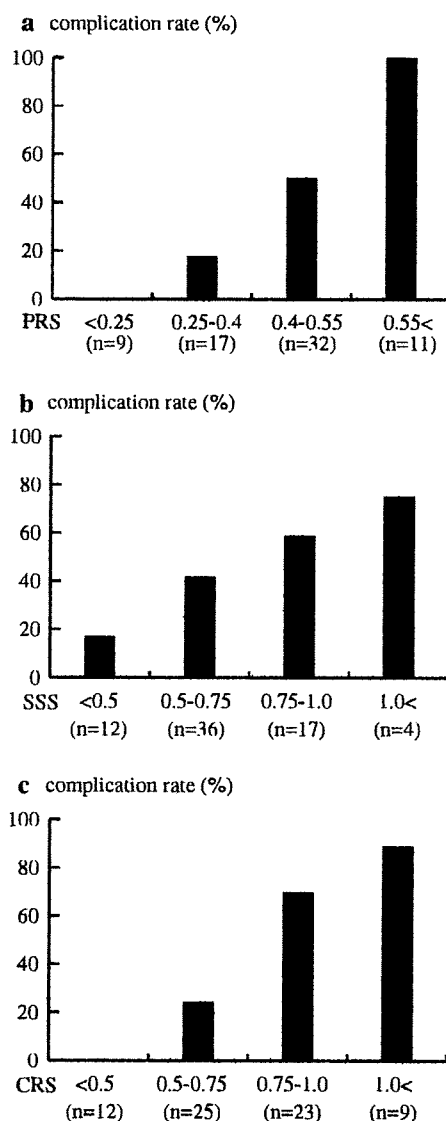 a complication rate (%)
100
80
60
40
20
0
PRS <0.25 0.25-0.4 0.4-0.55 0.55<
(n=9) (n=17) (n=32) (n=11)
b complication rate (%)
100
80
60
40
20
0
SSS <0.5 0.5-0.75 0.75-1.0 1.0<
(n=12) (n=36) (n=17) (n=4)
c complication rate (%)
100
80
60
40
20
0
CRS <0.5 0.5-0.75 0.75-1.0 1.0<
(n=12) (n=25) (n=23) (n=9)